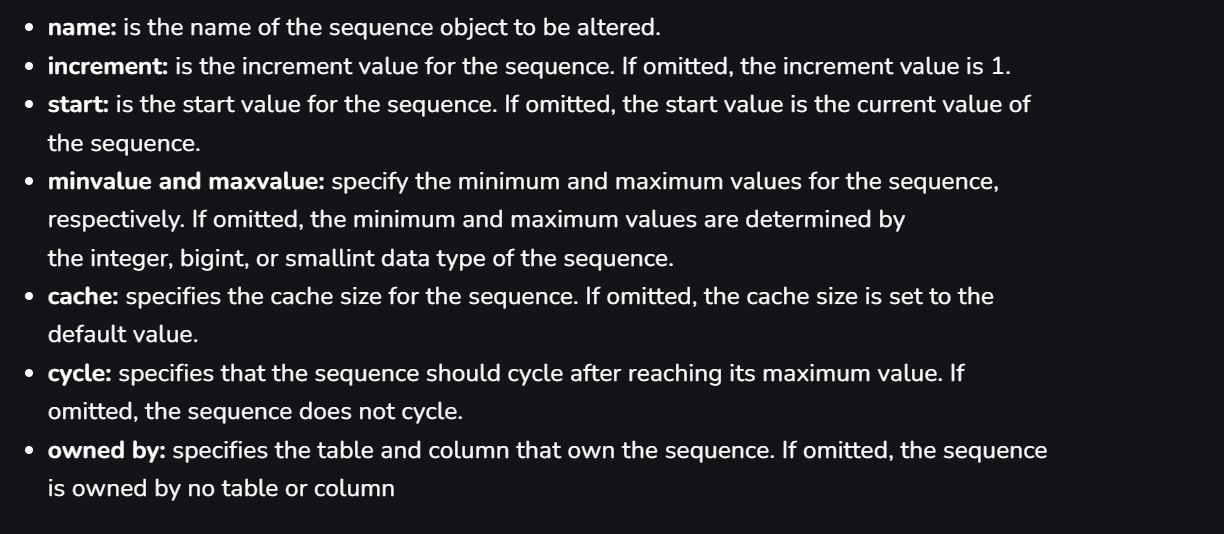 • name: is the name of the sequence object to be altered.
• increment: is the increment value for the sequence. If omitted, the increment value is 1.
• start: is the start value for the sequence. If omitted, the start value is the current value of
the sequence.
• minvalue and maxvalue: specify the minimum and maximum values for the sequence,
respectively. If omitted, the minimum and maximum values are determined by
the integer, bigint, or smallint data type of the sequence.
• cache: specifies the cache size for the sequence. If omitted, the cache size is set to the
default value.
• cycle: specifies that the sequence should cycle after reaching its maximum value. If
omitted, the sequence does not cycle.
• owned by: specifies the table and column that own the sequence. If omitted, the sequence
is owned by no table or column